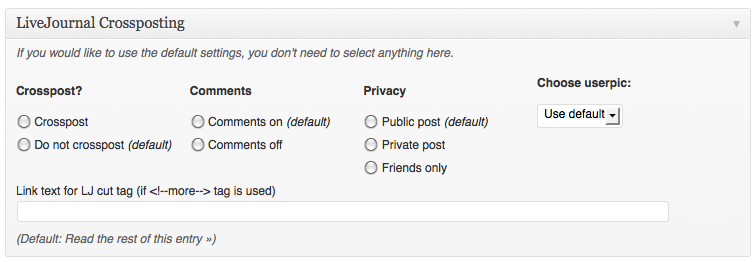 LiveJournal Crossposting
If you would like to use the default settings, you don't need to select anything here.
Crosspost? Comments Privacy Choose userpic:
Crosspost Comments on (default) Public post (default) Use default
Do not crosspost (default) Comments off Private post
Friends only
Link text for LJ cut tag (if <!--more--> tag is used)
(Default: Read the rest of this entry »)